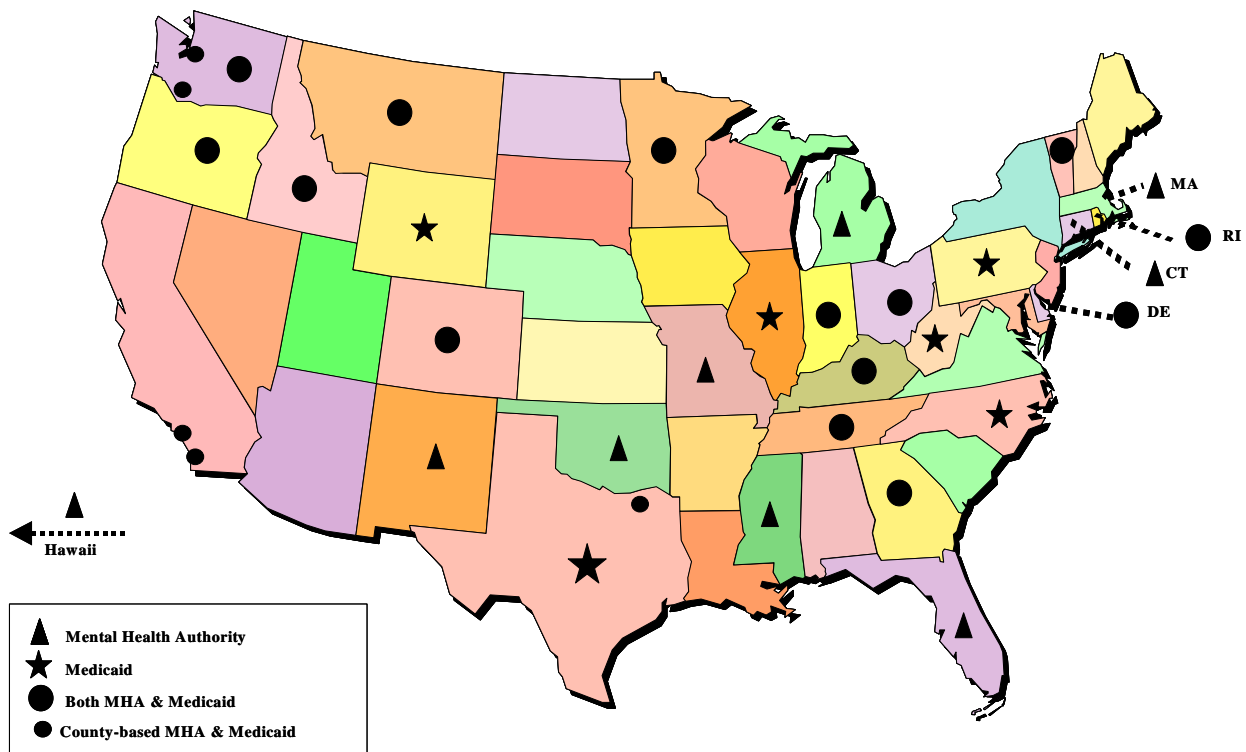 MA
RI
CT
DE
Hawaii
Mental Health Authority
Medicaid
Both MHA & Medicaid
County-based MHA & Medicaid